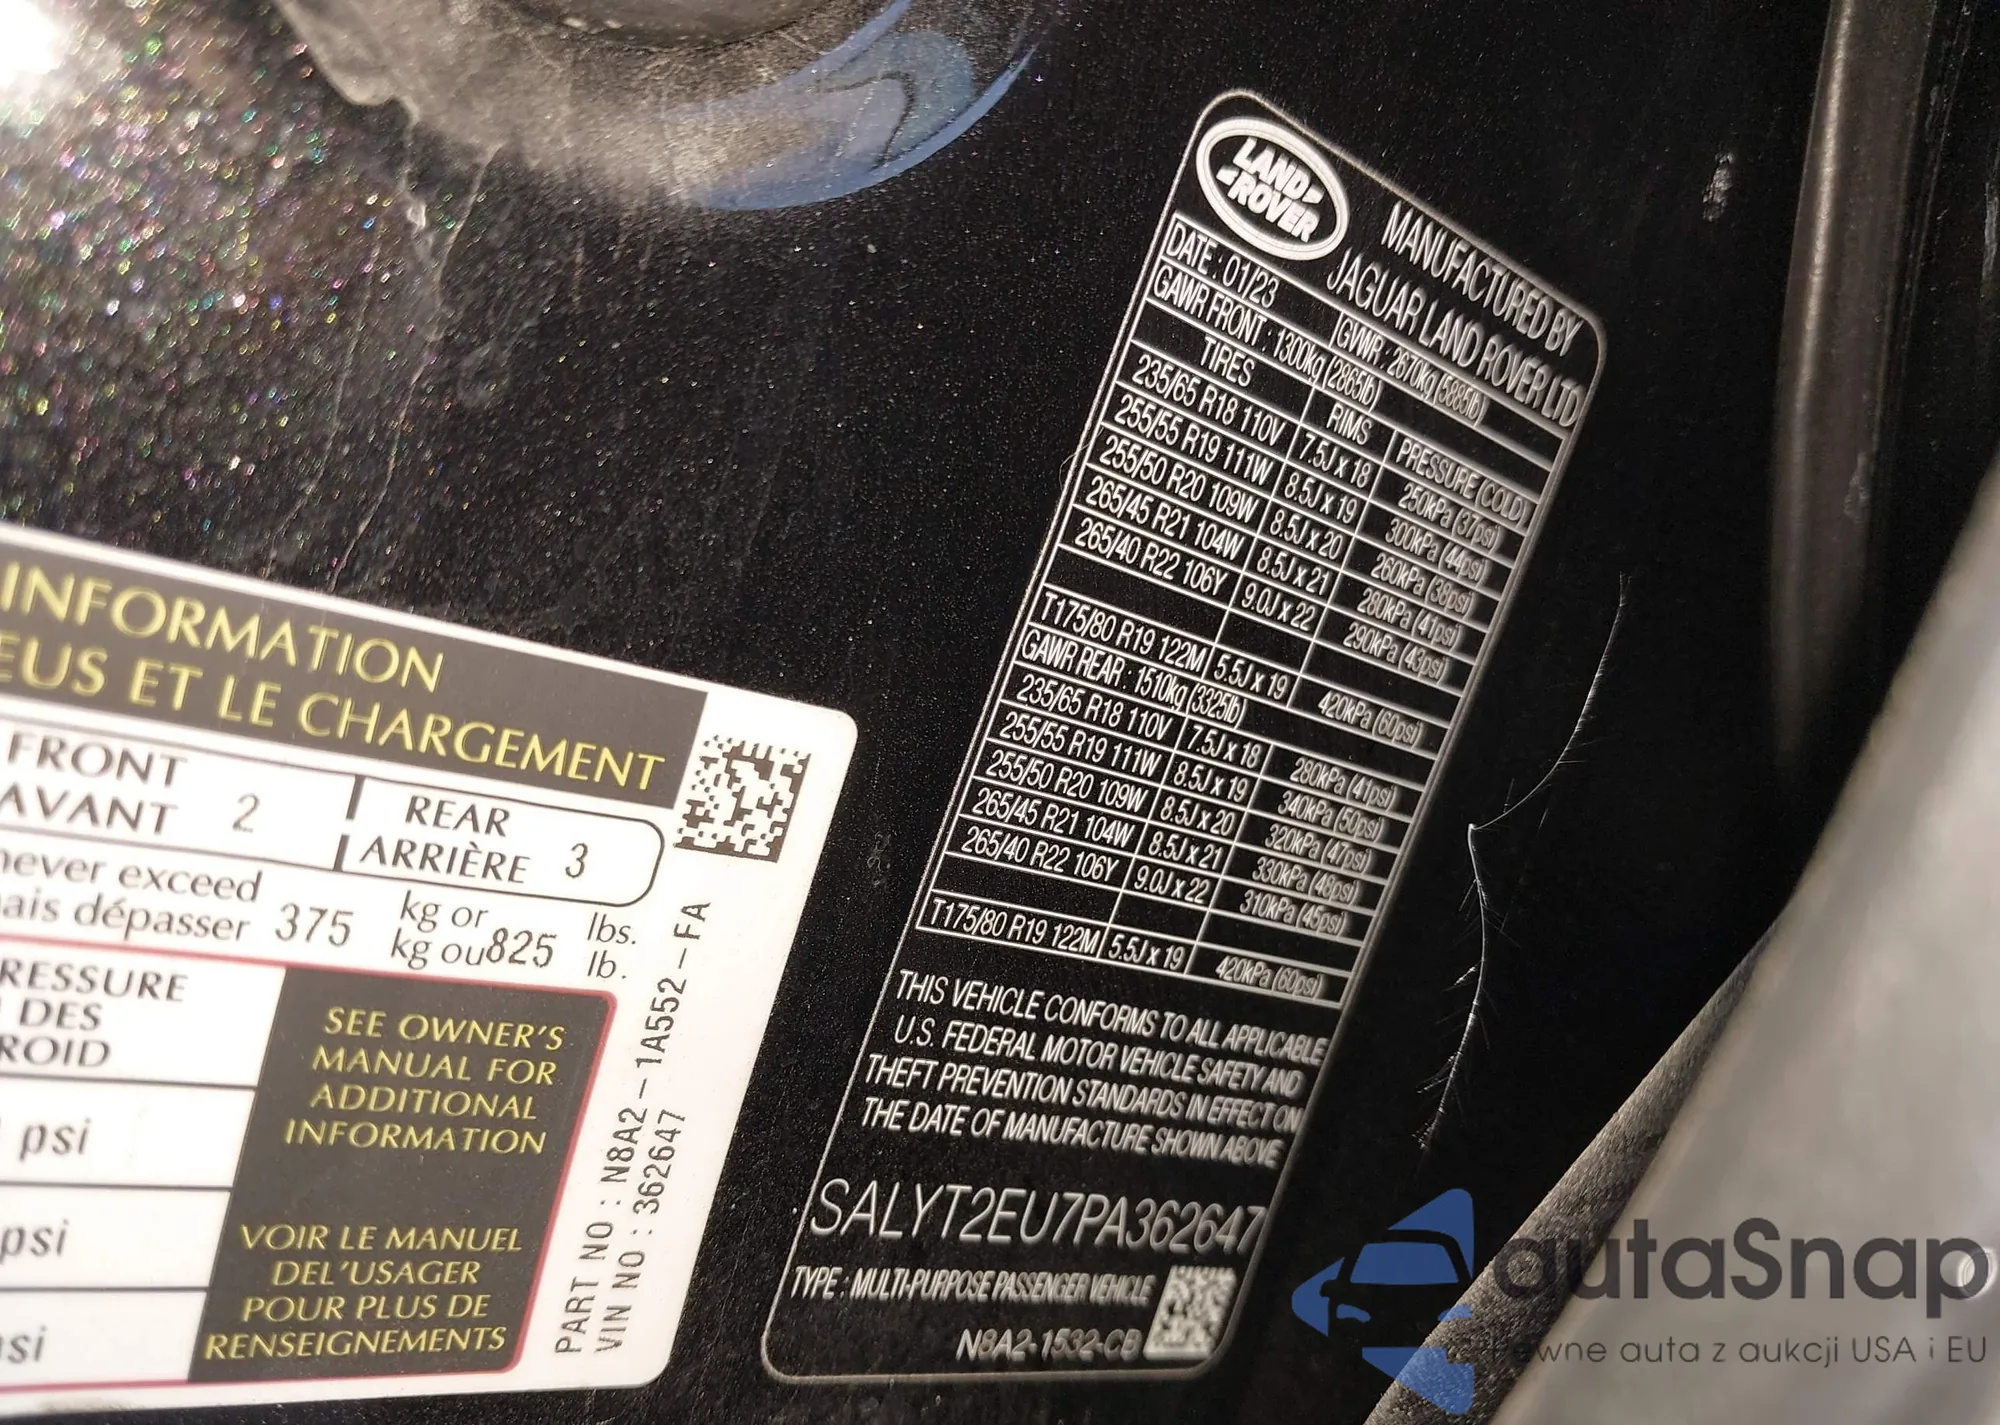 INFORMATION
EUS ET LE CHARGEMENT
FRONT
AVANT 2
REAR
ARRIÈRE 3
never exceed
ais dépasser 375 kg or
kg ou 825 lbs.
lb.
RESSURE
DES
ROID
psi
psi
si
SEE OWNER'S
MANUAL FOR
ADDITIONAL
INFORMATION
VOIR LE MANUEL
DEL'USAGER
POUR PLUS DE
RENSEIGNEMENTS
PART NO : N8A2 – 1A552 – FA
VIN NO : 362647
LAND
ROVER
MANUFACTURED BY
JAGUAR LAND ROVER LTD
DATE : 01/23 GVWR : 2670kg (5885lb)
GAWR FRONT : 1300kg (2865lb)
TIRES RIMS PRESSURE (COLD)
235/65 R18 110V 7.5J x 18 250kPa (37psi)
255/55 R19 111W 8.5J x 19 300kPa (44psi)
255/50 R20 109W 8.5J x 20 260kPa (38psi)
265/45 R21 104W 8.5J x 21 280kPa (41psi)
265/40 R22 106Y 9.0J x 22 290kPa (43psi)
T175/80 R19 122M 5.5J x 19 420kPa (60psi)
GAWR REAR : 1510kg (3325lb)
235/65 R18 110V 7.5J x 18 280kPa (41psi)
255/55 R19 111W 8.5J x 19 340kPa (50psi)
255/50 R20 109W 8.5J x 20 320kPa (47psi)
265/45 R21 104W 8.5J x 21 330kPa (48psi)
265/40 R22 106Y 9.0J x 22 310kPa (45psi)
T175/80 R19 122M 5.5J x 19 420kPa (60psi)
THIS VEHICLE CONFORMS TO ALL APPLICABLE
U.S. FEDERAL MOTOR VEHICLE SAFETY AND
THEFT PREVENTION STANDARDS IN EFFECT ON
THE DATE OF MANUFACTURE SHOWN ABOVE
SALYT2EU7PA362647
TYPE : MULTI-PURPOSE PASSENGER VEHICLE
N8A2-1532-CB
autaSnap
ewne auta z aukcji USA i EU